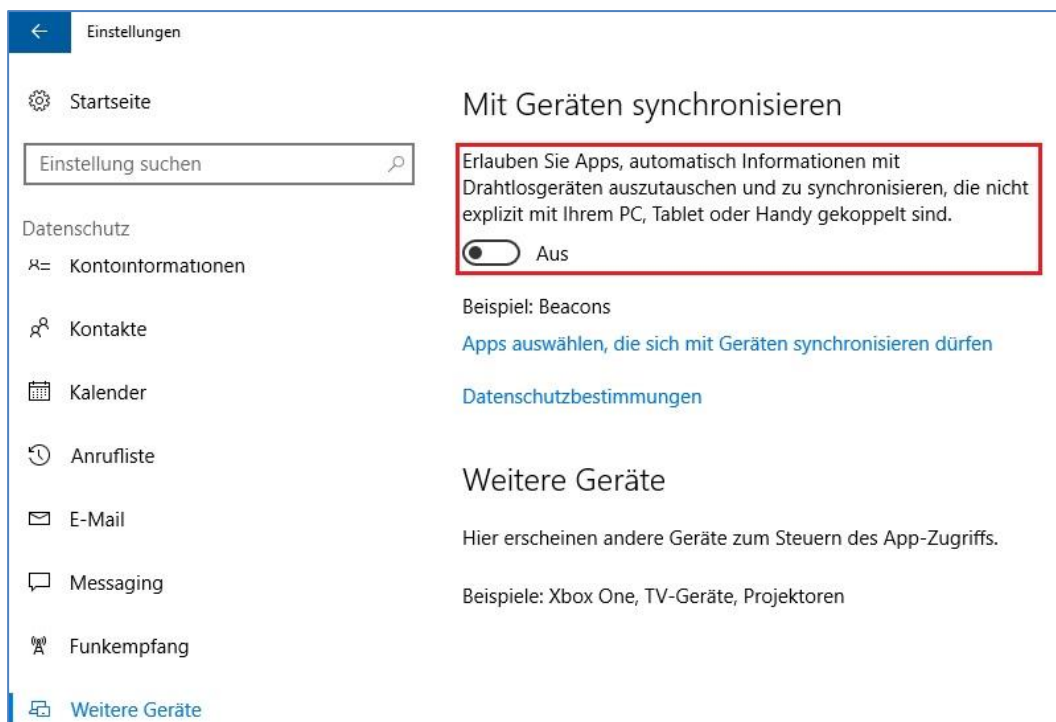 Einstellungen
Startseite
Einstellung suchen
Datenschutz
Kontoinformationen
Kontakte
Kalender
Anrufliste
E-Mail
Messaging
Funkempfang
Weitere Geräte
Mit Geräten synchronisieren
Erlauben Sie Apps, automatisch Informationen mit
Drahtlosgeräten auszutauschen und zu synchronisieren, die nicht
explizit mit Ihrem PC, Tablet oder Handy gekoppelt sind.
Aus
Beispiel: Beacons
Apps auswählen, die sich mit Geräten synchronisieren dürfen
Datenschutzbestimmungen
Weitere Geräte
Hier erscheinen andere Geräte zum Steuern des App-Zugriffs.
Beispiele: Xbox One, TV-Geräte, Projektoren